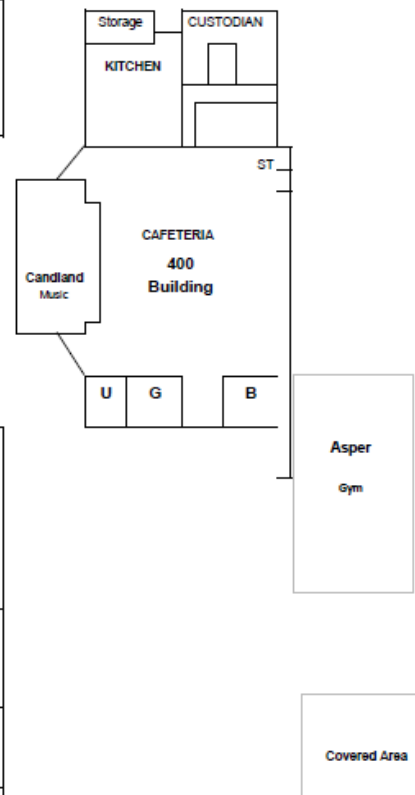 Storage
CUSTODIAN
KITCHEN
ST
CAFETERIA
400
Building
Candland
Music
U
G
B
Asper
Gym
Covered Area